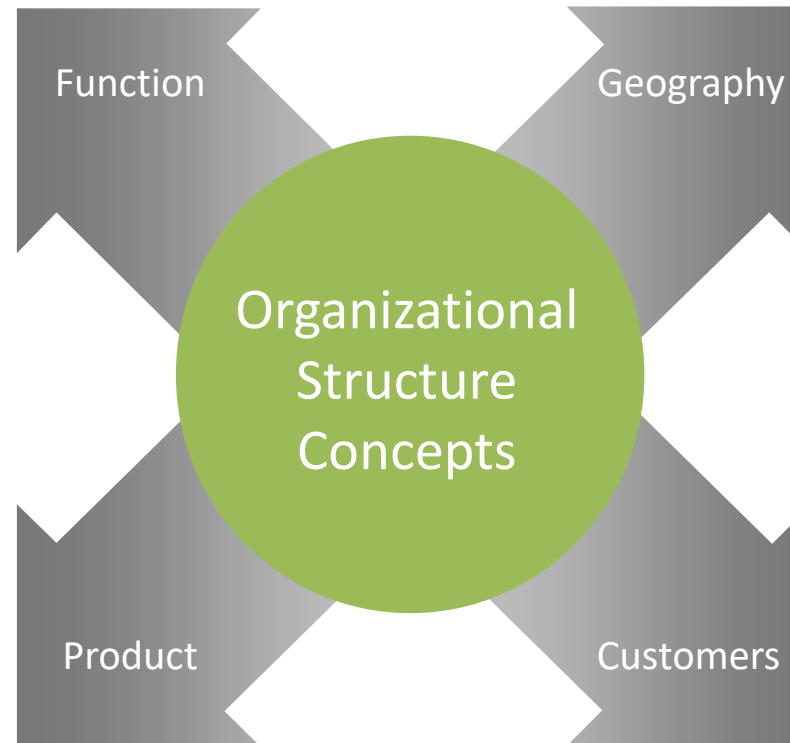 Function
Geography
Organizational
Structure
Concepts
Product
Customers